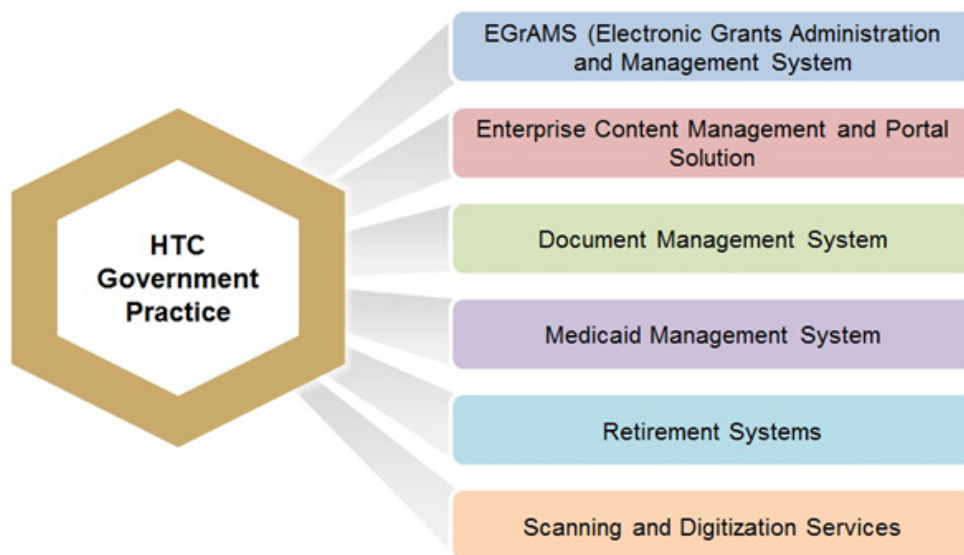 EGrAMS (Electronic Grants Administration
and Management System
Enterprise Content Management and Portal
Solution
HTC
Government
Practice
Document Management System
Medicaid Management System
Retirement Systems
Scanning and Digitization Services